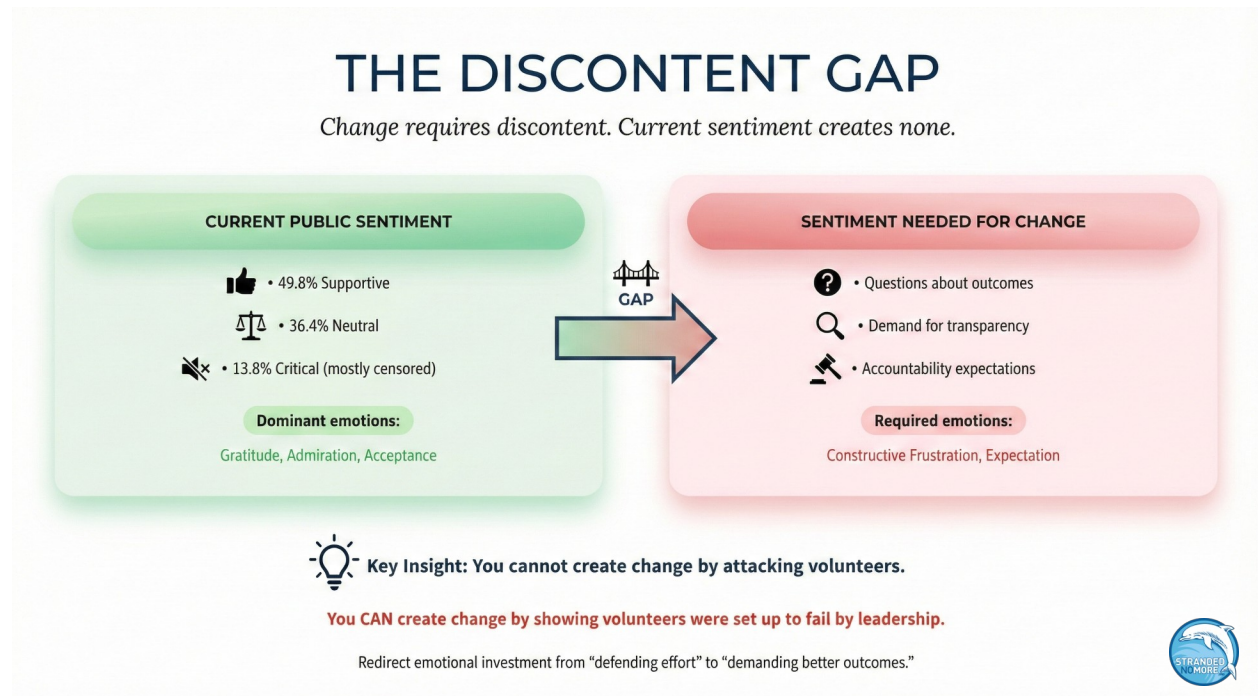 THE DISCONTENT GAP
Change requires discontent. Current sentiment creates none.
CURRENT PUBLIC SENTIMENT
• 49.8% Supportive
• 36.4% Neutral
• 13.8% Critical (mostly censored)
Dominant emotions:
Gratitude, Admiration, Acceptance
GAP
SENTIMENT NEEDED FOR CHANGE
• Questions about outcomes
• Demand for transparency
• Accountability expectations
Required emotions:
Constructive Frustration, Expectation
Key Insight: You cannot create change by attacking volunteers.
You CAN create change by showing volunteers were set up to fail by leadership.
Redirect emotional investment from “defending effort” to “demanding better outcomes.”
STRANDED
NO MORE